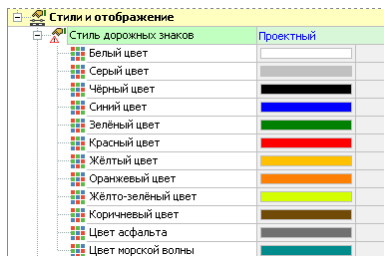 Стили и отображение
Стиль дорожных знаков Проектный
Белый цвет
Серый цвет
Чёрный цвет
Синий цвет
Зелёный цвет
Красный цвет
Жёлтый цвет
Оранжевый цвет
Жёлто-зелёный цвет
Коричневый цвет
Цвет асфальта
Цвет морской волны